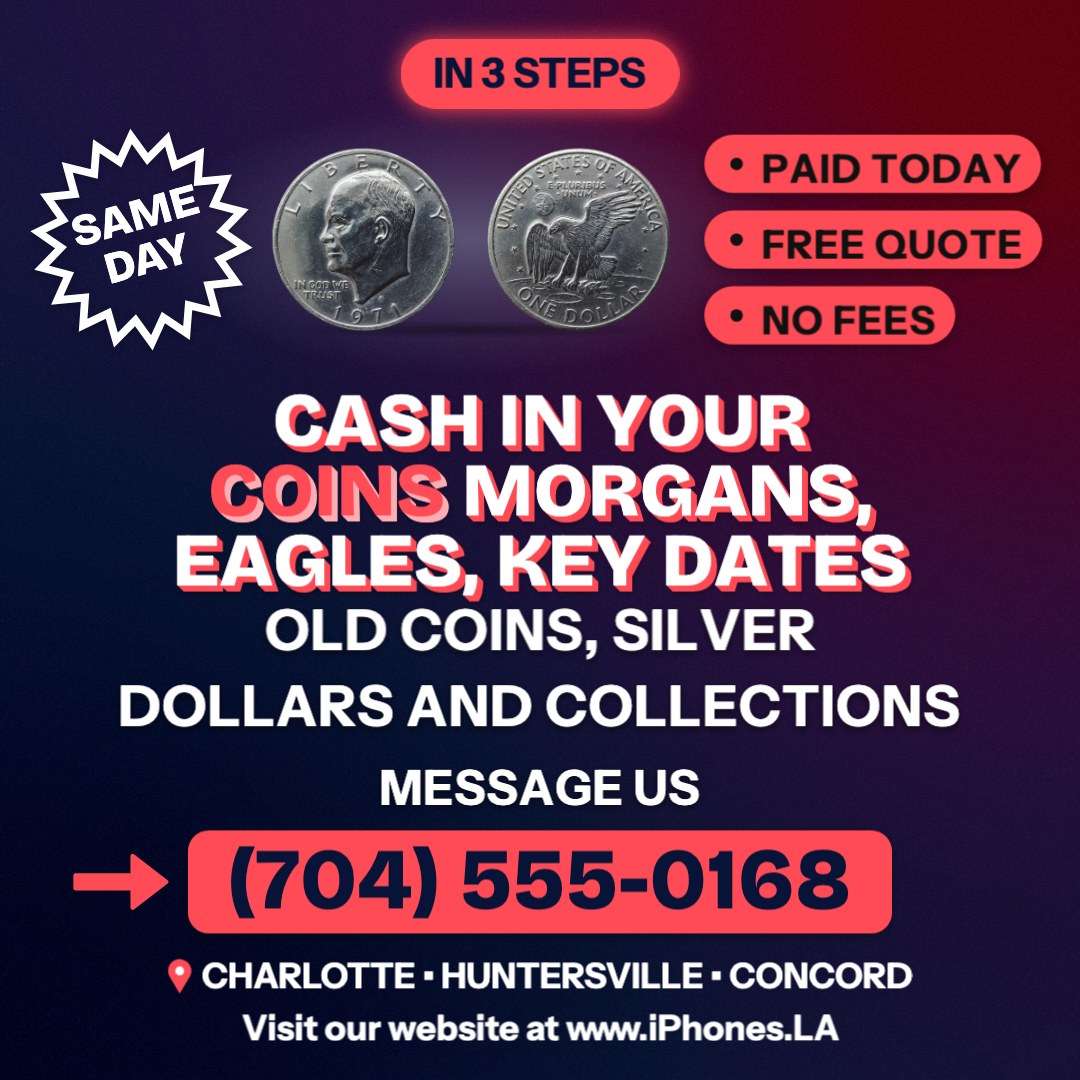 IN 3 STEPS
SAME
DAY
LIBERTY
IN GOD WE
TRUST
1971
UNITED STATES OF AMERICA
E PLURIBUS
UNUM
ONE DOLLAR
• PAID TODAY
• FREE QUOTE
• NO FEES
CASH IN YOUR
COINS MORGANS,
EAGLES, KEY DATES
OLD COINS, SILVER
DOLLARS AND COLLECTIONS
MESSAGE US
(704) 555-0168
CHARLOTTE ▪ HUNTERSVILLE ▪ CONCORD
Visit our website at www.iPhones.LA